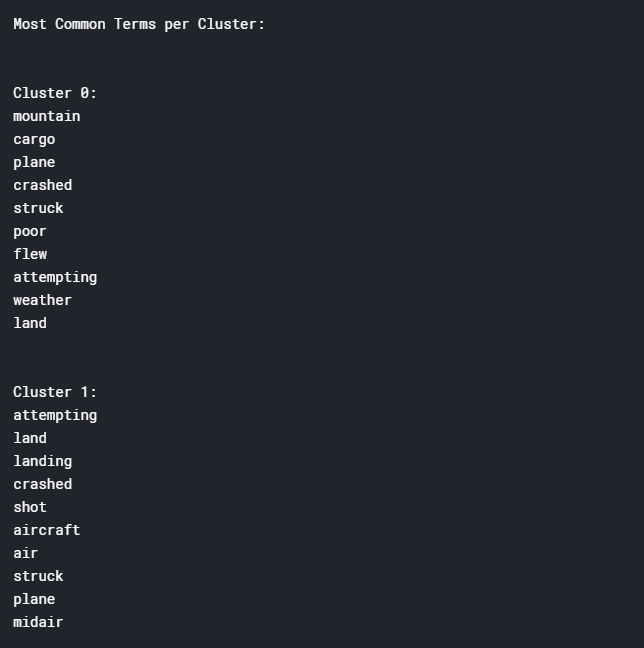 Most Common Terms per Cluster:
Cluster 0:
mountain
cargo
plane
crashed
struck
poor
flew
attempting
weather
land
Cluster 1:
attempting
land
landing
crashed
shot
aircraft
air
struck
plane
midair